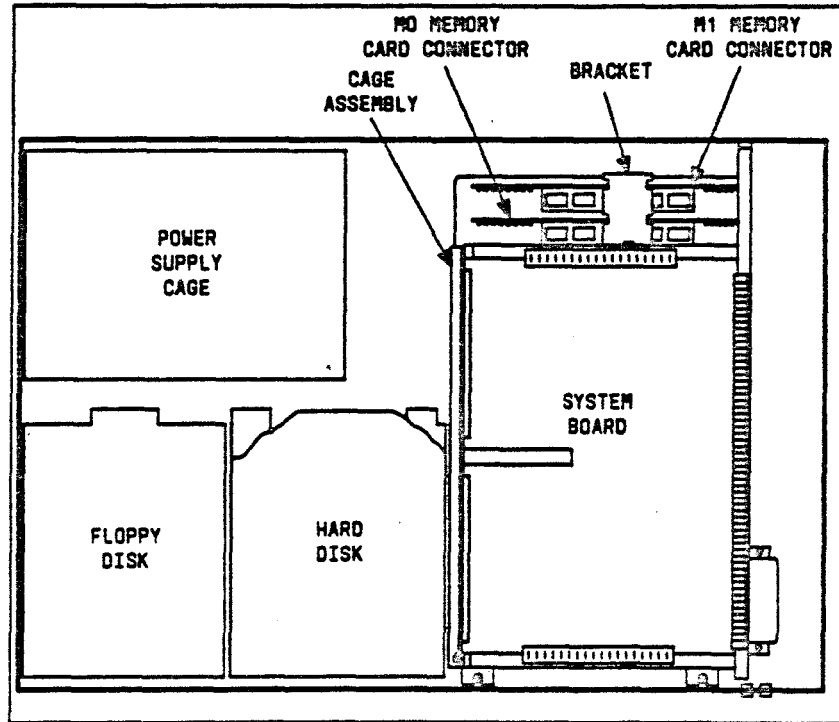 M0 MEMORY
CARD CONNECTOR
M1 MEMORY
CARD CONNECTOR
BRACKET
CAGE
ASSEMBLY
POWER
SUPPLY
CAGE
SYSTEM
BOARD
FLOPPY
DISK
HARD
DISK